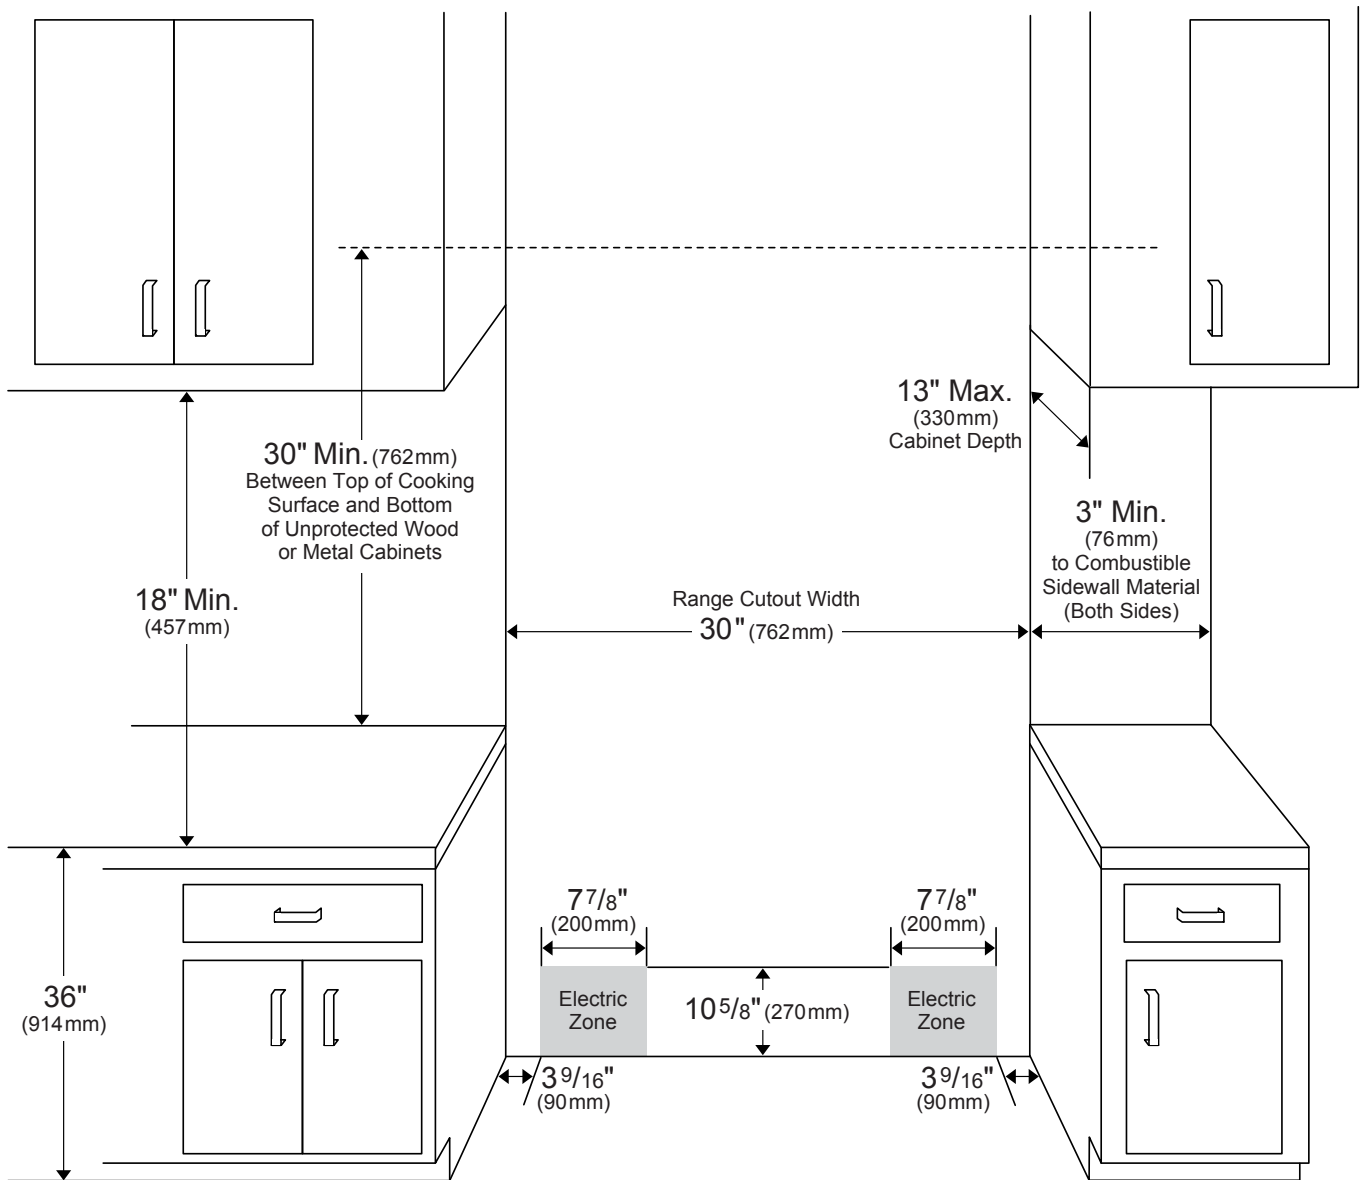 13" Max.
(330mm)
Cabinet Depth
30" Min. (762mm)
Between Top of Cooking
Surface and Bottom
of Unprotected Wood
or Metal Cabinets
3" Min.
(76mm)
to Combustible
Sidewall Material
(Both Sides)
18" Min.
(457mm)
Range Cutout Width
30" (762mm)
7 7/8"
(200mm)
7 7/8"
(200mm)
36"
(914mm)
Electric
Zone
10 5/8" (270mm)
Electric
Zone
3 9/16"
(90mm)
3 9/16"
(90mm)